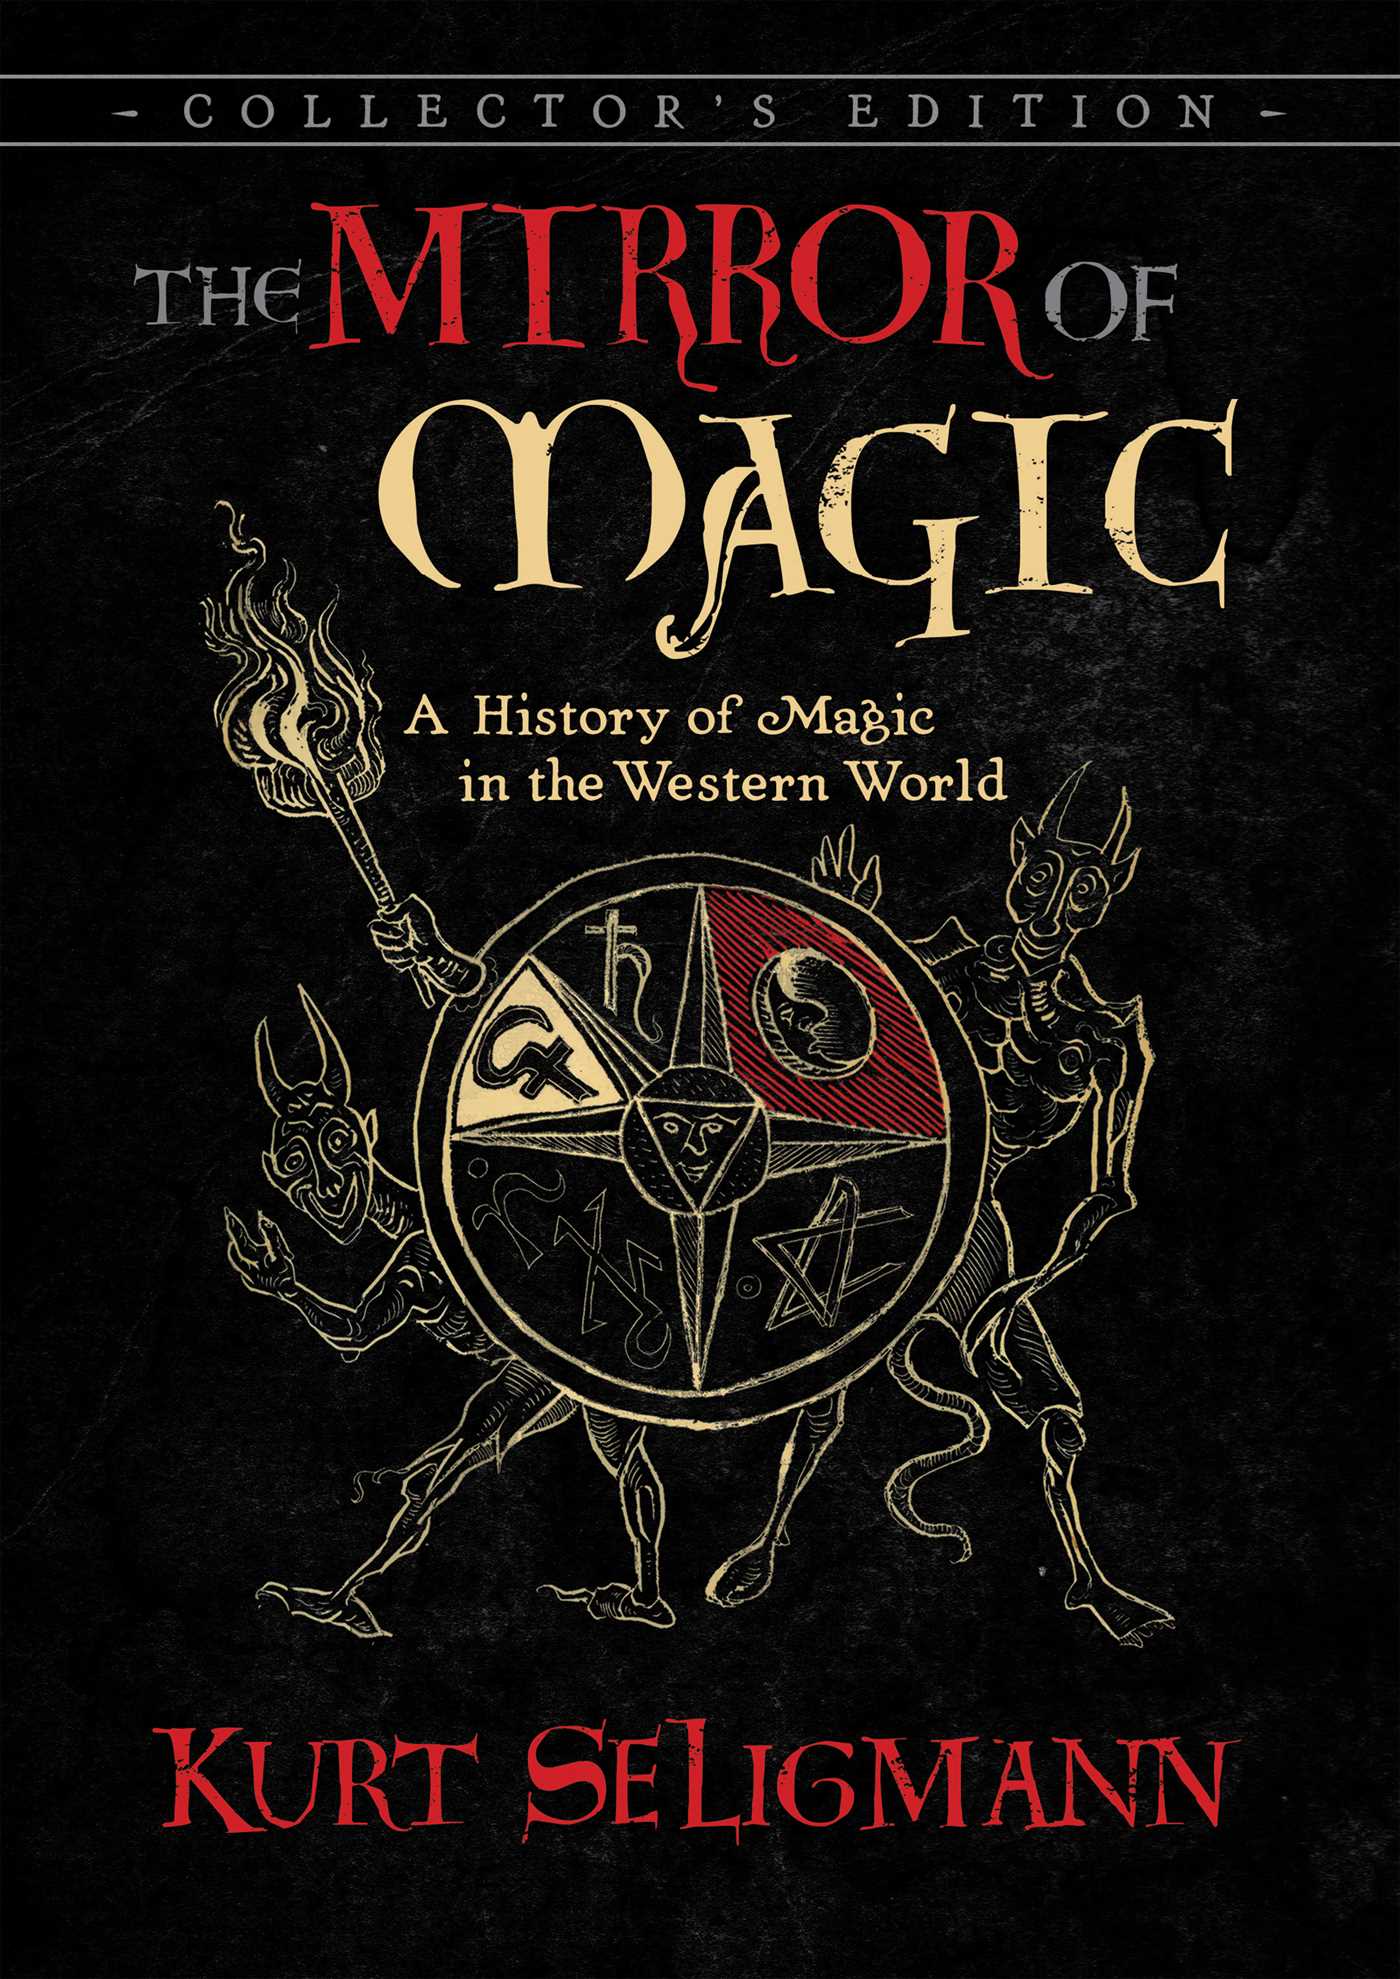 - COLLECTOR'S EDITION -
THE MIRROR OF
MAGIC
A History of Magic
in the Western World
KURT SELIGMANN